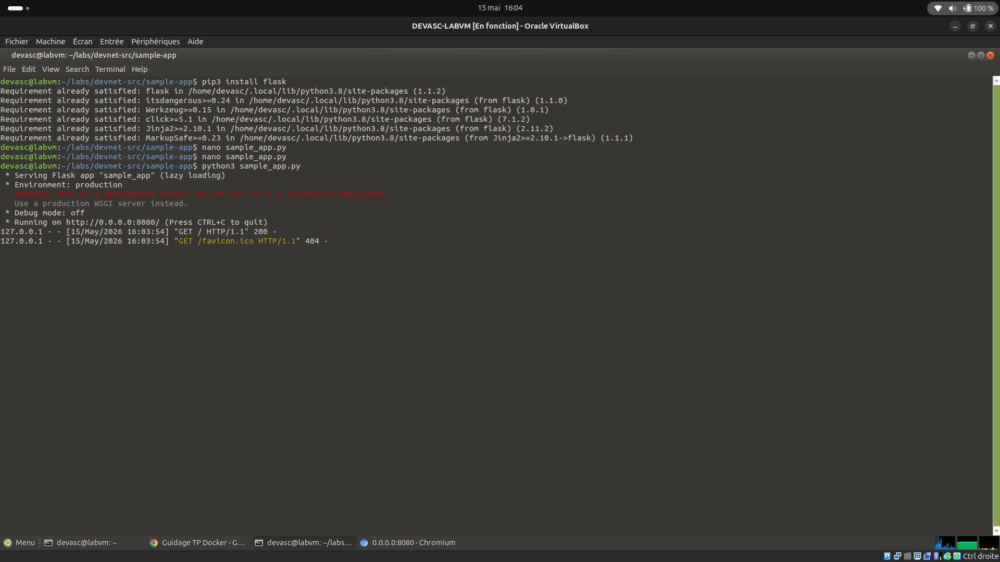 15 mai 16:04
100 %
DEVASC-LABVM [En fonction] - Oracle VirtualBox
Fichier Machine Écran Entrée Périphériques Aide
devasc@labvm: ~/labs/devnet-src/sample-app
File Edit View Search Terminal Help
devasc@labvm:~/labs/devnet-src/sample-app$ pip3 install flask
Requirement already satisfied: flask in /home/devasc/.local/lib/python3.8/site-packages (1.1.2)
Requirement already satisfied: itsdangerous>=0.24 in /home/devasc/.local/lib/python3.8/site-packages (from flask) (1.1.0)
Requirement already satisfied: Werkzeug>=0.15 in /home/devasc/.local/lib/python3.8/site-packages (from flask) (1.0.1)
Requirement already satisfied: click>=5.1 in /home/devasc/.local/lib/python3.8/site-packages (from flask) (7.1.2)
Requirement already satisfied: Jinja2>=2.10.1 in /home/devasc/.local/lib/python3.8/site-packages (from flask) (2.11.2)
Requirement already satisfied: MarkupSafe>=0.23 in /home/devasc/.local/lib/python3.8/site-packages (from Jinja2>=2.10.1->flask) (1.1.1)
devasc@labvm:~/labs/devnet-src/sample-app$ nano sample_app.py
devasc@labvm:~/labs/devnet-src/sample-app$ nano sample_app.py
devasc@labvm:~/labs/devnet-src/sample-app$ python3 sample_app.py
* Serving Flask app "sample_app" (lazy loading)
* Environment: production
WARNING: This is a development server. Do not use it in a production deployment.
Use a production WSGI server instead.
* Debug mode: off
* Running on http://0.0.0.0:8080/ (Press CTRL+C to quit)
127.0.0.1 - - [15/May/2026 16:03:54] "GET / HTTP/1.1" 200 -
127.0.0.1 - - [15/May/2026 16:03:54] "GET /favicon.ico HTTP/1.1" 404 -
Menu devasc@labvm: ~ Guidage TP Docker - G... devasc@labvm: ~/labs... 0.0.0.0:8080 - Chromium
Ctrl droite